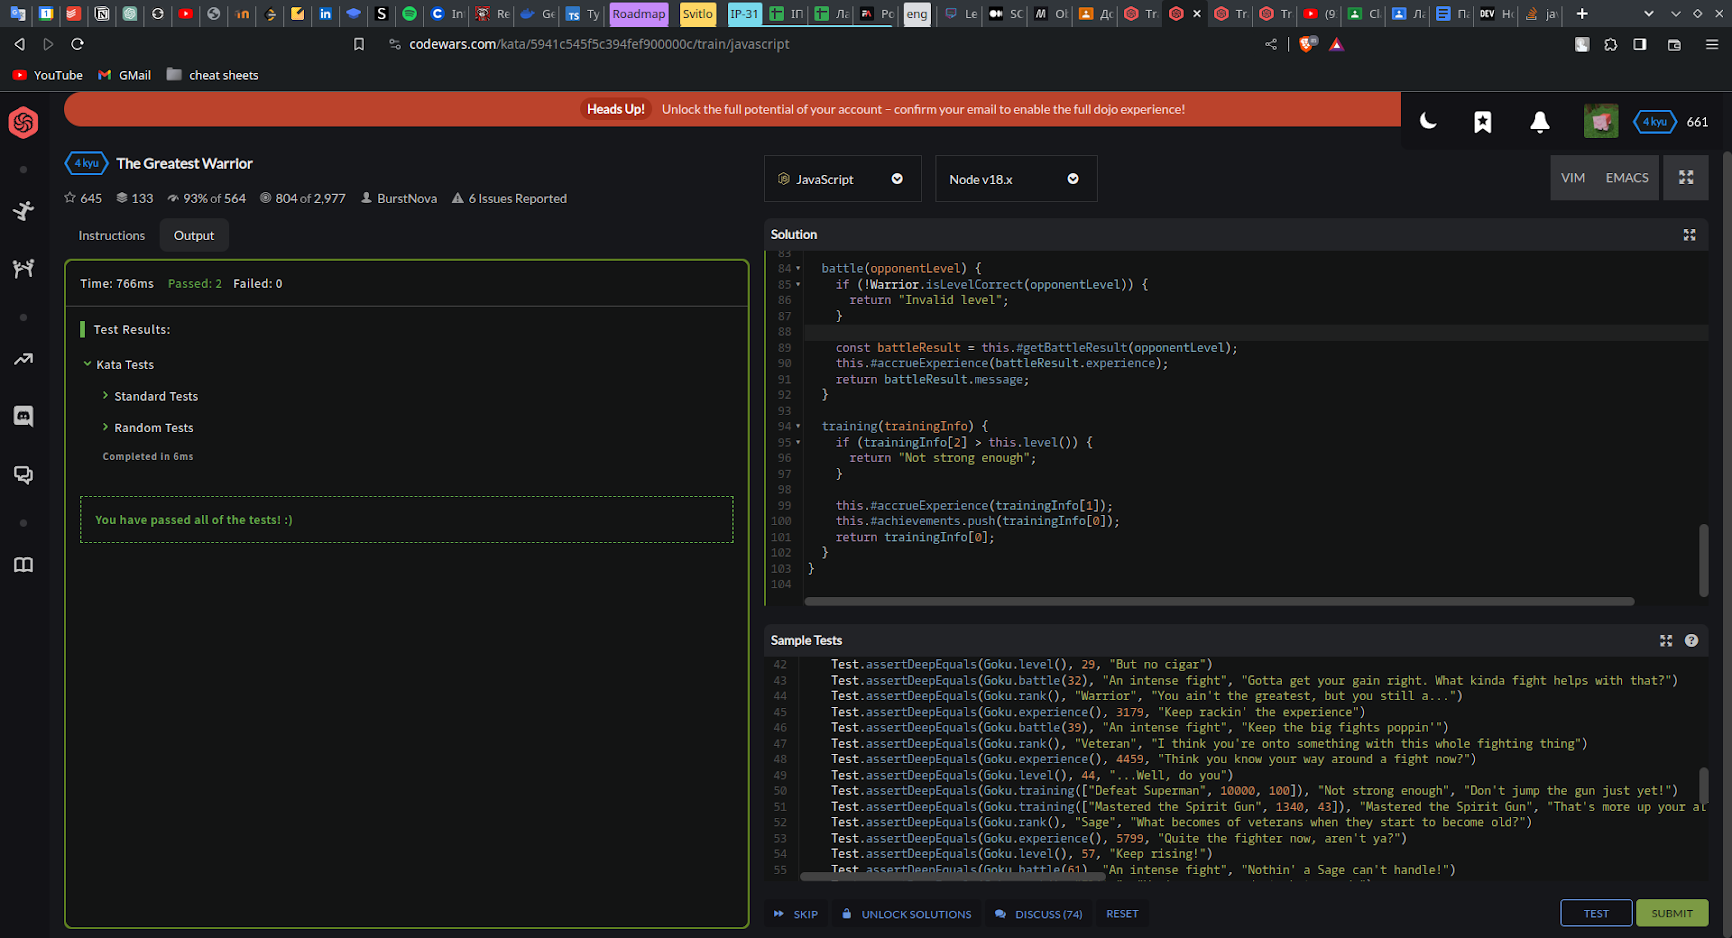 In
Re
Ge
Ty
Roadmap
Svitlo
IP-31
ІП
Ла
Po
eng
Le
SC
Ob
До
Tr
Tr
Tr
(9
Cl
Ла
Па
Ho
jav
codewars.com/kata/5941c545f5c394fef900000c/train/javascript
YouTube
GMail
cheat sheets
Heads Up! Unlock the full potential of your account – confirm your email to enable the full dojo experience!
4 kyu 661
4 kyu The Greatest Warrior
645 133 93% of 564 804 of 2,977 BurstNova 6 Issues Reported
Instructions Output
Time: 766ms Passed: 2 Failed: 0
Test Results:
Kata Tests
Standard Tests
Random Tests
Completed in 6ms
You have passed all of the tests! :)
JavaScript
Node v18.x
VIM EMACS
Solution
83
84 battle(opponentLevel) {
85 if (!Warrior.isLevelCorrect(opponentLevel)) {
86 return "Invalid level";
87 }
88
89 const battleResult = this.#getBattleResult(opponentLevel);
90 this.#accrueExperience(battleResult.experience);
91 return battleResult.message;
92 }
93
94 training(trainingInfo) {
95 if (trainingInfo[2] > this.level()) {
96 return "Not strong enough";
97 }
98
99 this.#accrueExperience(trainingInfo[1]);
100 this.#achievements.push(trainingInfo[0]);
101 return trainingInfo[0];
102 }
103 }
104
Sample Tests
42 Test.assertDeepEquals(Goku.level(), 29, "But no cigar")
43 Test.assertDeepEquals(Goku.battle(32), "An intense fight", "Gotta get your gain right. What kinda fight helps with that?")
44 Test.assertDeepEquals(Goku.rank(), "Warrior", "You ain't the greatest, but you still a...")
45 Test.assertDeepEquals(Goku.experience(), 3179, "Keep rackin' the experience")
46 Test.assertDeepEquals(Goku.battle(39), "An intense fight", "Keep the big fights poppin'")
47 Test.assertDeepEquals(Goku.rank(), "Veteran", "I think you're onto something with this whole fighting thing")
48 Test.assertDeepEquals(Goku.experience(), 4459, "Think you know your way around a fight now?")
49 Test.assertDeepEquals(Goku.level(), 44, "...Well, do you")
50 Test.assertDeepEquals(Goku.training(["Defeat Superman", 10000, 100]), "Not strong enough", "Don't jump the gun just yet!")
51 Test.assertDeepEquals(Goku.training(["Mastered the Spirit Gun", 1340, 43]), "Mastered the Spirit Gun", "That's more up your al
52 Test.assertDeepEquals(Goku.rank(), "Sage", "What becomes of veterans when they start to become old?")
53 Test.assertDeepEquals(Goku.experience(), 5799, "Quite the fighter now, aren't ya?")
54 Test.assertDeepEquals(Goku.level(), 57, "Keep rising!")
55 Test.assertDeepEquals(Goku.battle(61), "An intense fight", "Nothin' a Sage can't handle!")
SKIP UNLOCK SOLUTIONS DISCUSS (74) RESET TEST SUBMIT